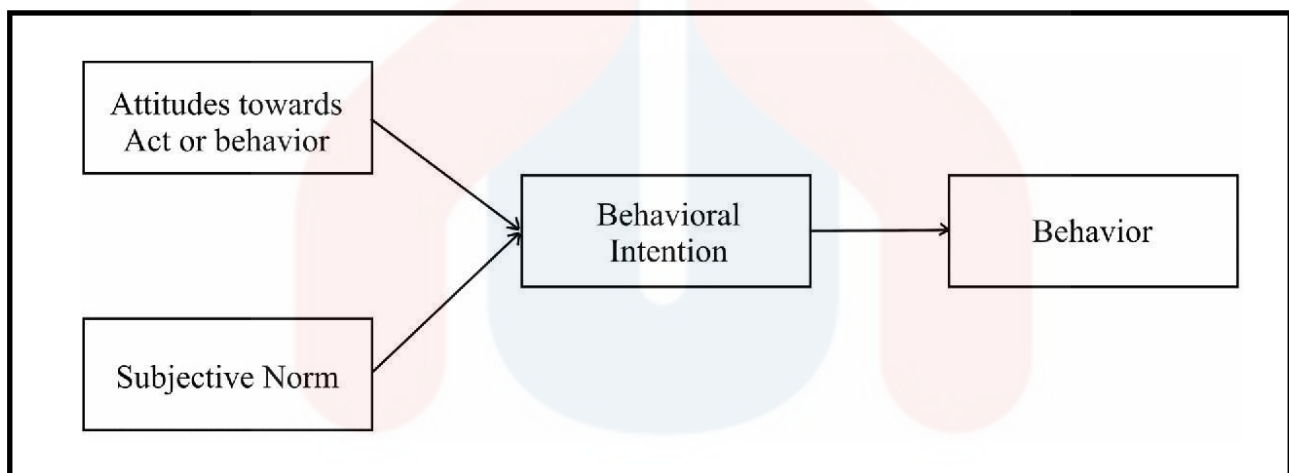 Attitudes towards
Act or behavior
Behavioral
Intention
Behavior
Subjective Norm